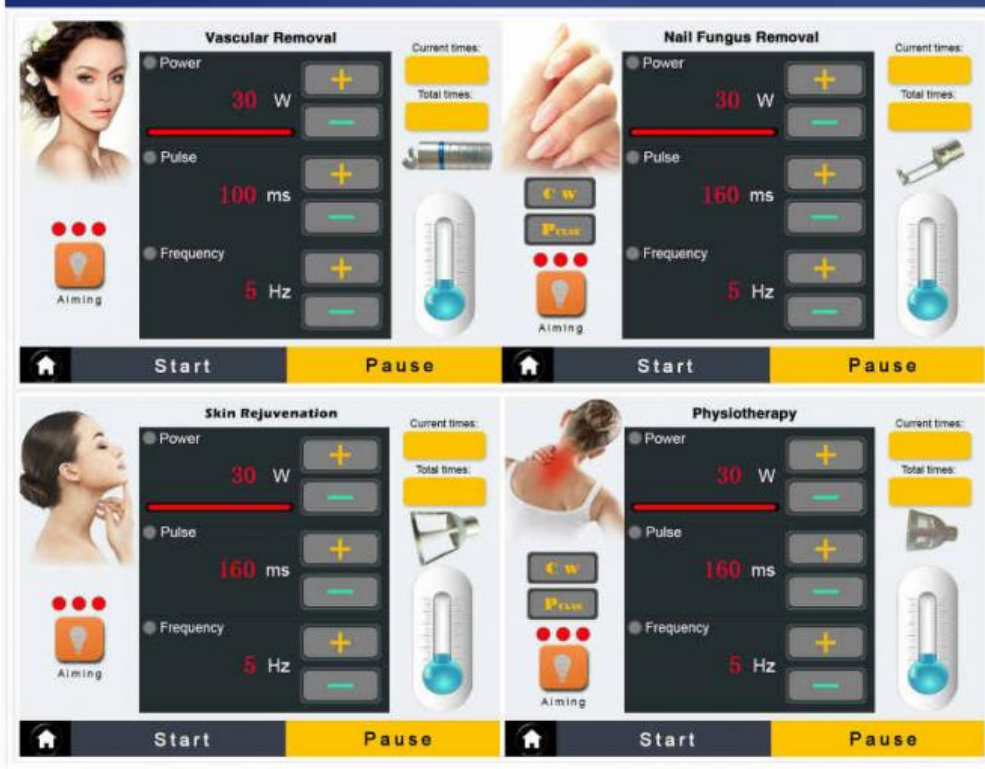 Vascular Removal
Current times:
Power
30 W
Total times:
Pulse
100 ms
Frequency
5 Hz
Aiming
Start
Pause
Nail Fungus Removal
Current times:
Power
30 W
Total times:
Pulse
160 ms
C W
PULSE
Frequency
5 Hz
Aiming
Start
Pause
Skin Rejuvenation
Current times:
Power
30 W
Total times:
Pulse
160 ms
Frequency
5 Hz
Aiming
Start
Pause
Physiotherapy
Current times:
Power
30 W
Total times:
Pulse
160 ms
C W
PULSE
Frequency
5 Hz
Aiming
Start
Pause